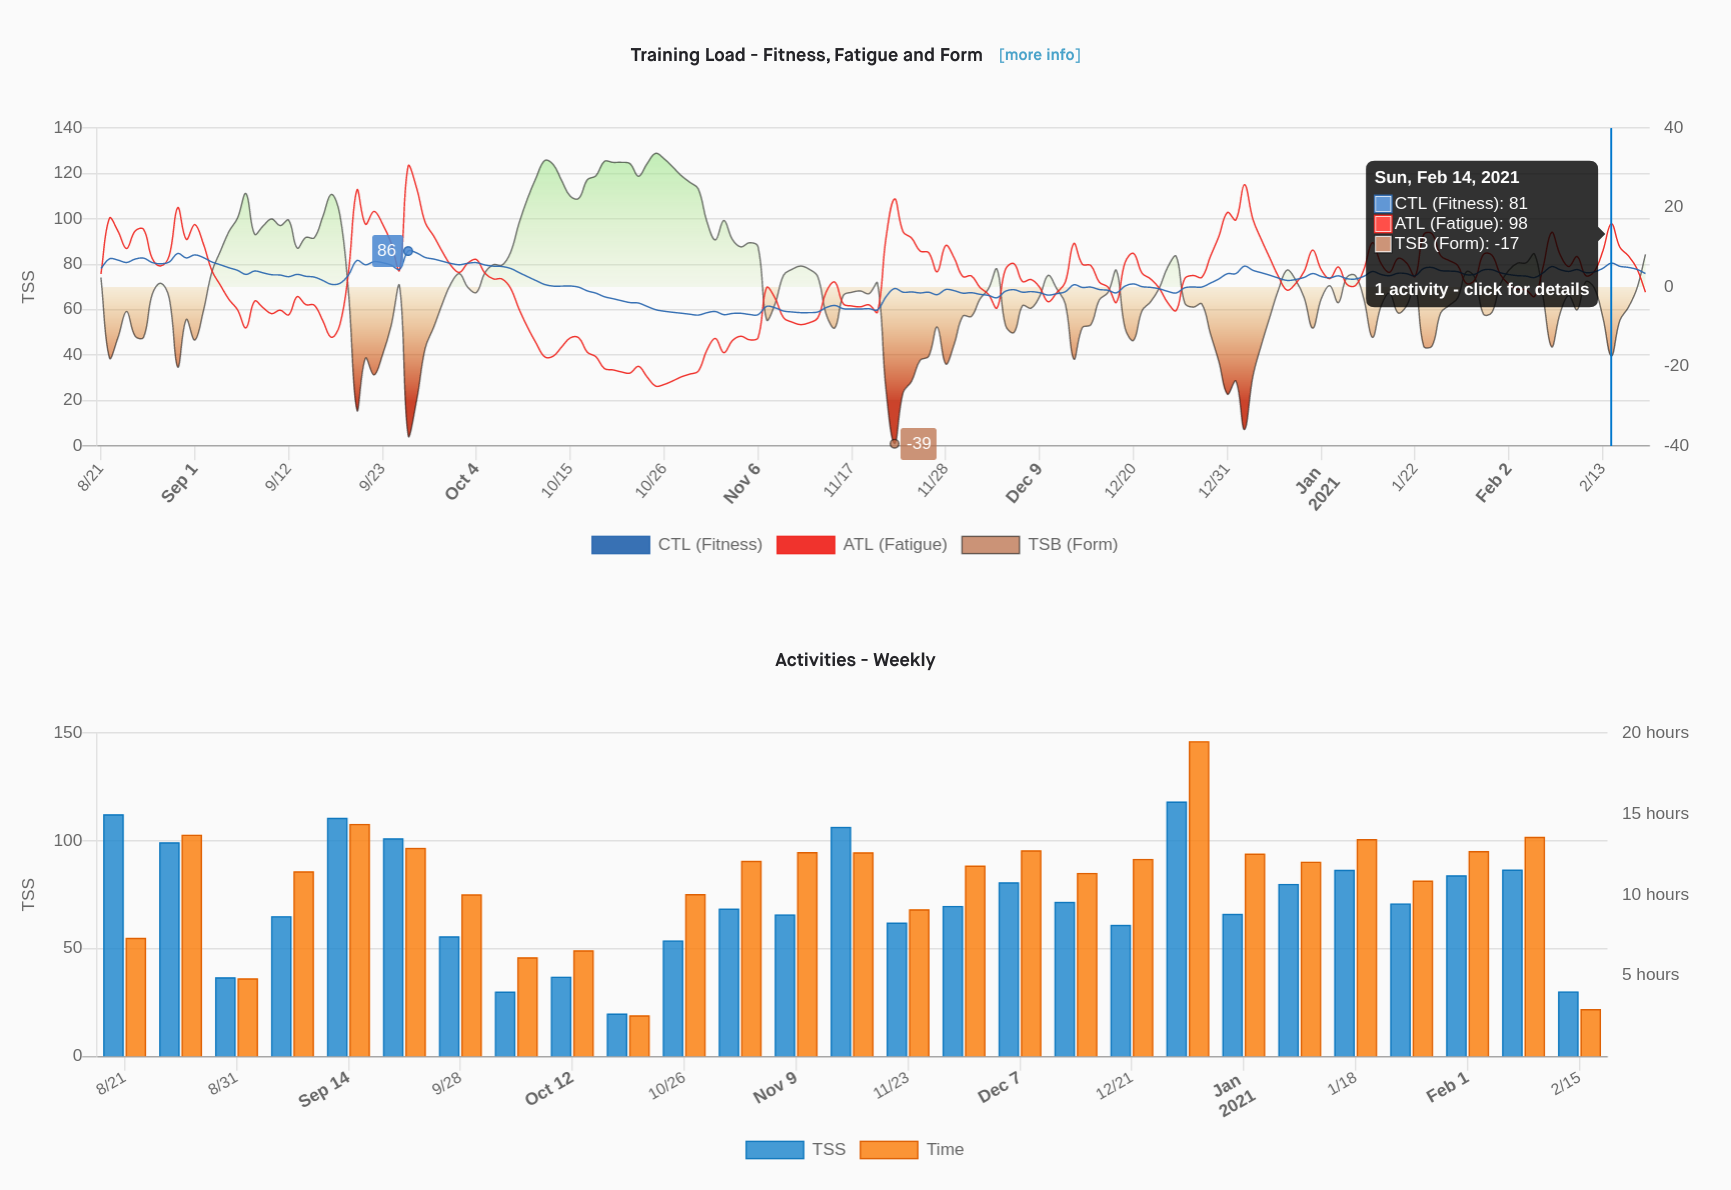 Training Load - Fitness, Fatigue and Form [more info]
140 40
120
100 20
80
60 0
40
20 -20
0 -40
TSS
86
-39
Sun, Feb 14, 2021
CTL (Fitness): 81
ATL (Fatigue): 98
TSB (Form): -17
1 activity - click for details
8/21 Sep 1 9/12 9/23 Oct 4 10/15 10/26 Nov 6 11/17 11/28 Dec 9 12/20 12/31 Jan 2021 1/22 Feb 2 2/13
CTL (Fitness) ATL (Fatigue) TSB (Form)
Activities - Weekly
150 20 hours
15 hours
100
10 hours
50
5 hours
0
TSS
8/21 8/31 Sep 14 9/28 Oct 12 10/26 Nov 9 11/23 Dec 7 12/21 Jan 2021 1/18 Feb 1 2/15
TSS Time